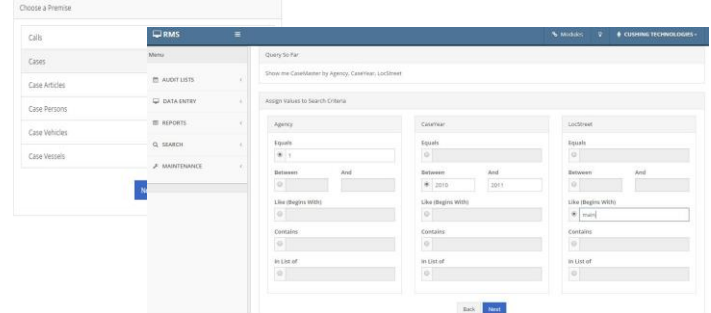 Choose a Premise
Calls
Cases
Case Articles
Case Persons
Case Vehicles
Case Vessels
RMS
Modules
CUSHING TECHNOLOGIES
Menu
AUDIT LISTS
DATA ENTRY
REPORTS
SEARCH
MAINTENANCE
Query So Far
Show me CaseMaster by Agency, CaseYear, LocStreet
Assign Values to Search Criteria
Agency
Equals
1
Between And
Like (Begins With)
Contains
In List of
CaseYear
Equals
Between And
2010 2011
Like (Begins With)
Contains
In List of
LocStreet
Equals
Between And
Like (Begins With)
main
Contains
In List of
Back Next